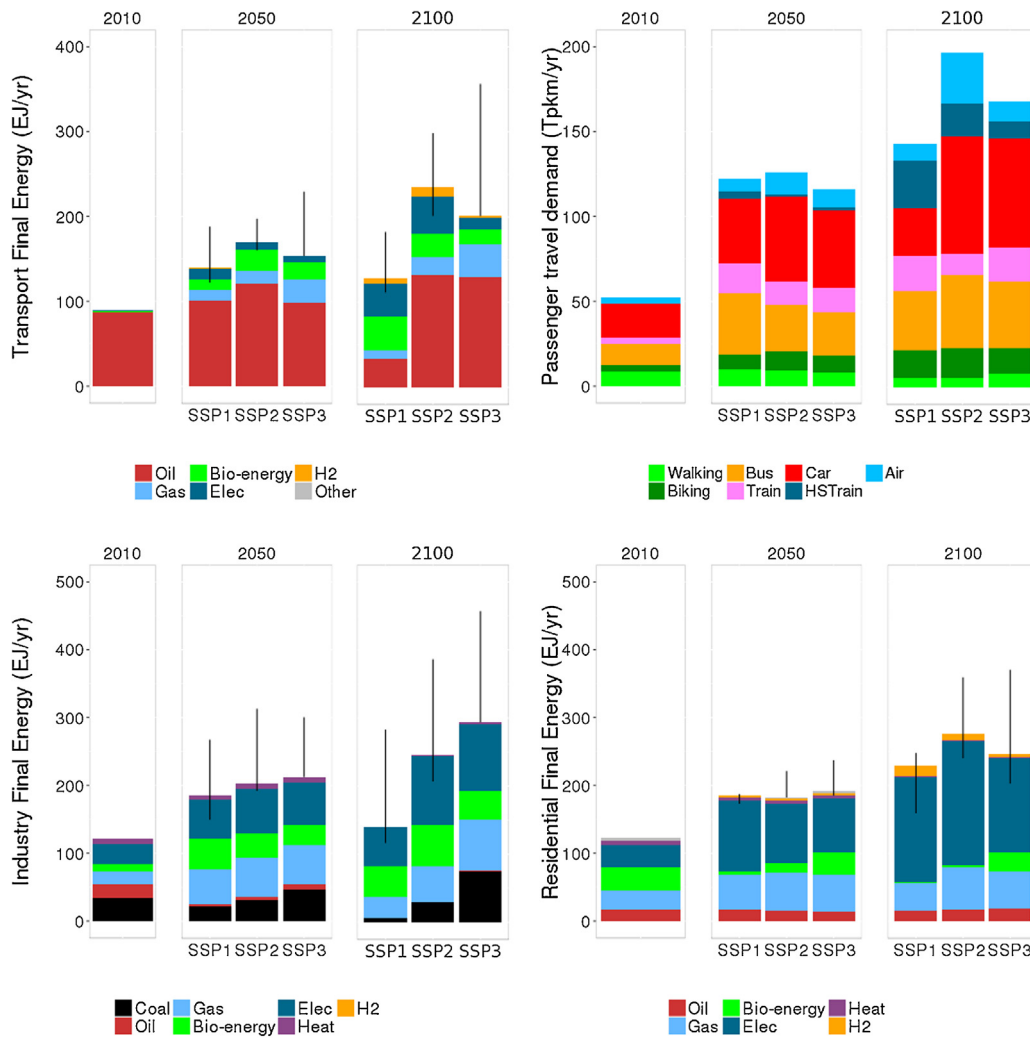 2010 2050 2100
Transport Final Energy (EJ/yr)
400
300
200
100
0
SSP1 SSP2 SSP3 SSP1 SSP2 SSP3
Oil Bio-energy H2
Gas Elec Other
2010 2050 2100
Passenger travel demand (Tpkm/yr)
200
150
100
50
0
SSP1 SSP2 SSP3 SSP1 SSP2 SSP3
Walking Bus Car Air
Biking Train HSTrain
2010 2050 2100
Industry Final Energy (EJ/yr)
500
400
300
200
100
0
SSP1 SSP2 SSP3 SSP1 SSP2 SSP3
Coal Gas Elec H2
Oil Bio-energy Heat
2010 2050 2100
Residential Final Energy (EJ/yr)
500
400
300
200
100
0
SSP1 SSP2 SSP3 SSP1 SSP2 SSP3
Oil Bio-energy Heat
Gas Elec H2